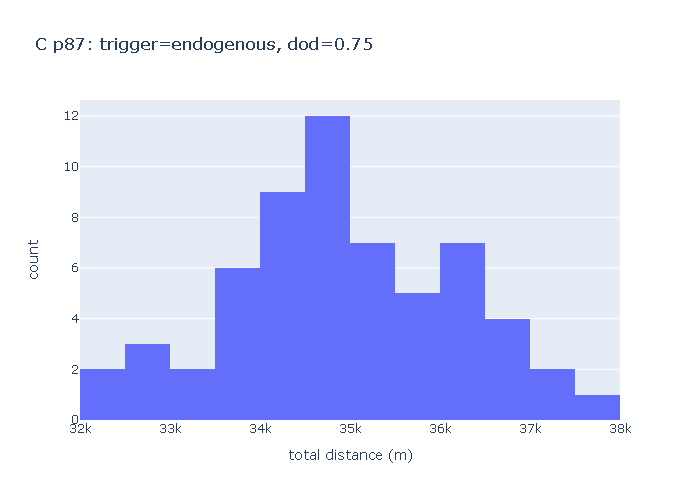 C p87: trigger=endogenous, dod=0.75
12
10
8
6
4
2
0
count
32k 33k 34k 35k 36k 37k 38k
total distance (m)